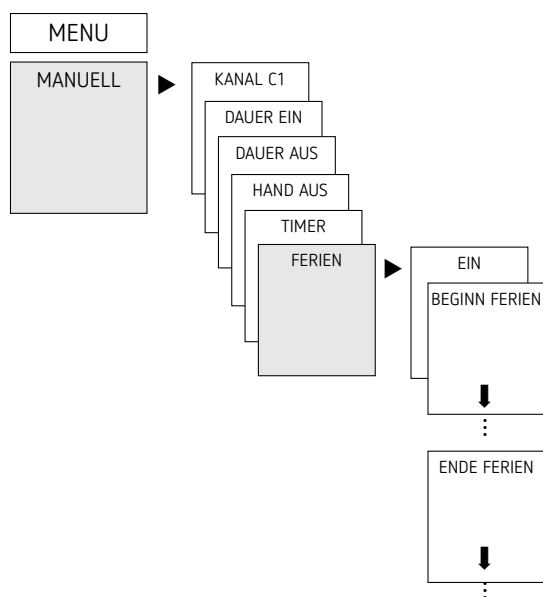 MENU
MANUELL
KANAL C1
DAUER EIN
DAUER AUS
HAND AUS
TIMER
FERIEN
EIN
BEGINN FERIEN
ENDE FERIEN